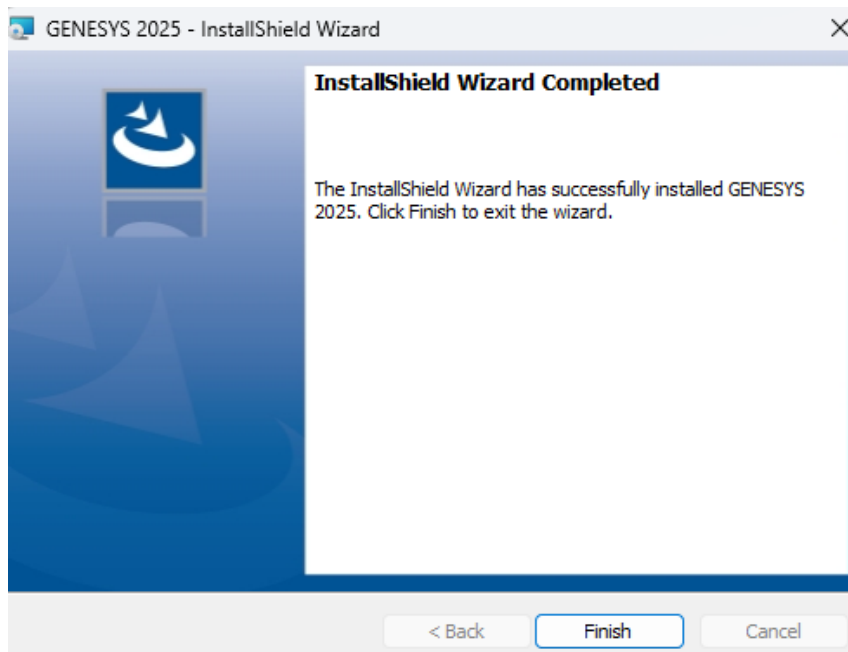 GENESYS 2025 - InstallShield Wizard
InstallShield Wizard Completed
The InstallShield Wizard has successfully installed GENESYS
2025. Click Finish to exit the wizard.
< Back
Finish
Cancel